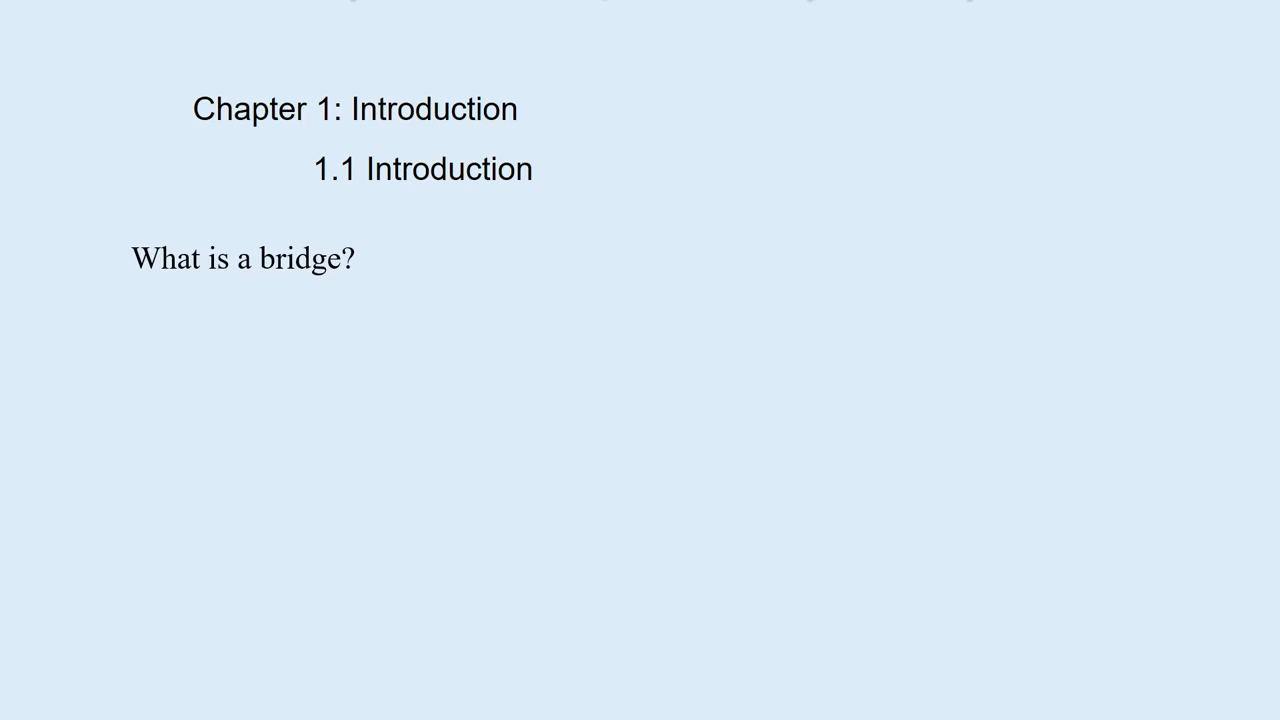 Chapter 1: Introduction
1.1 Introduction
What is a bridge?